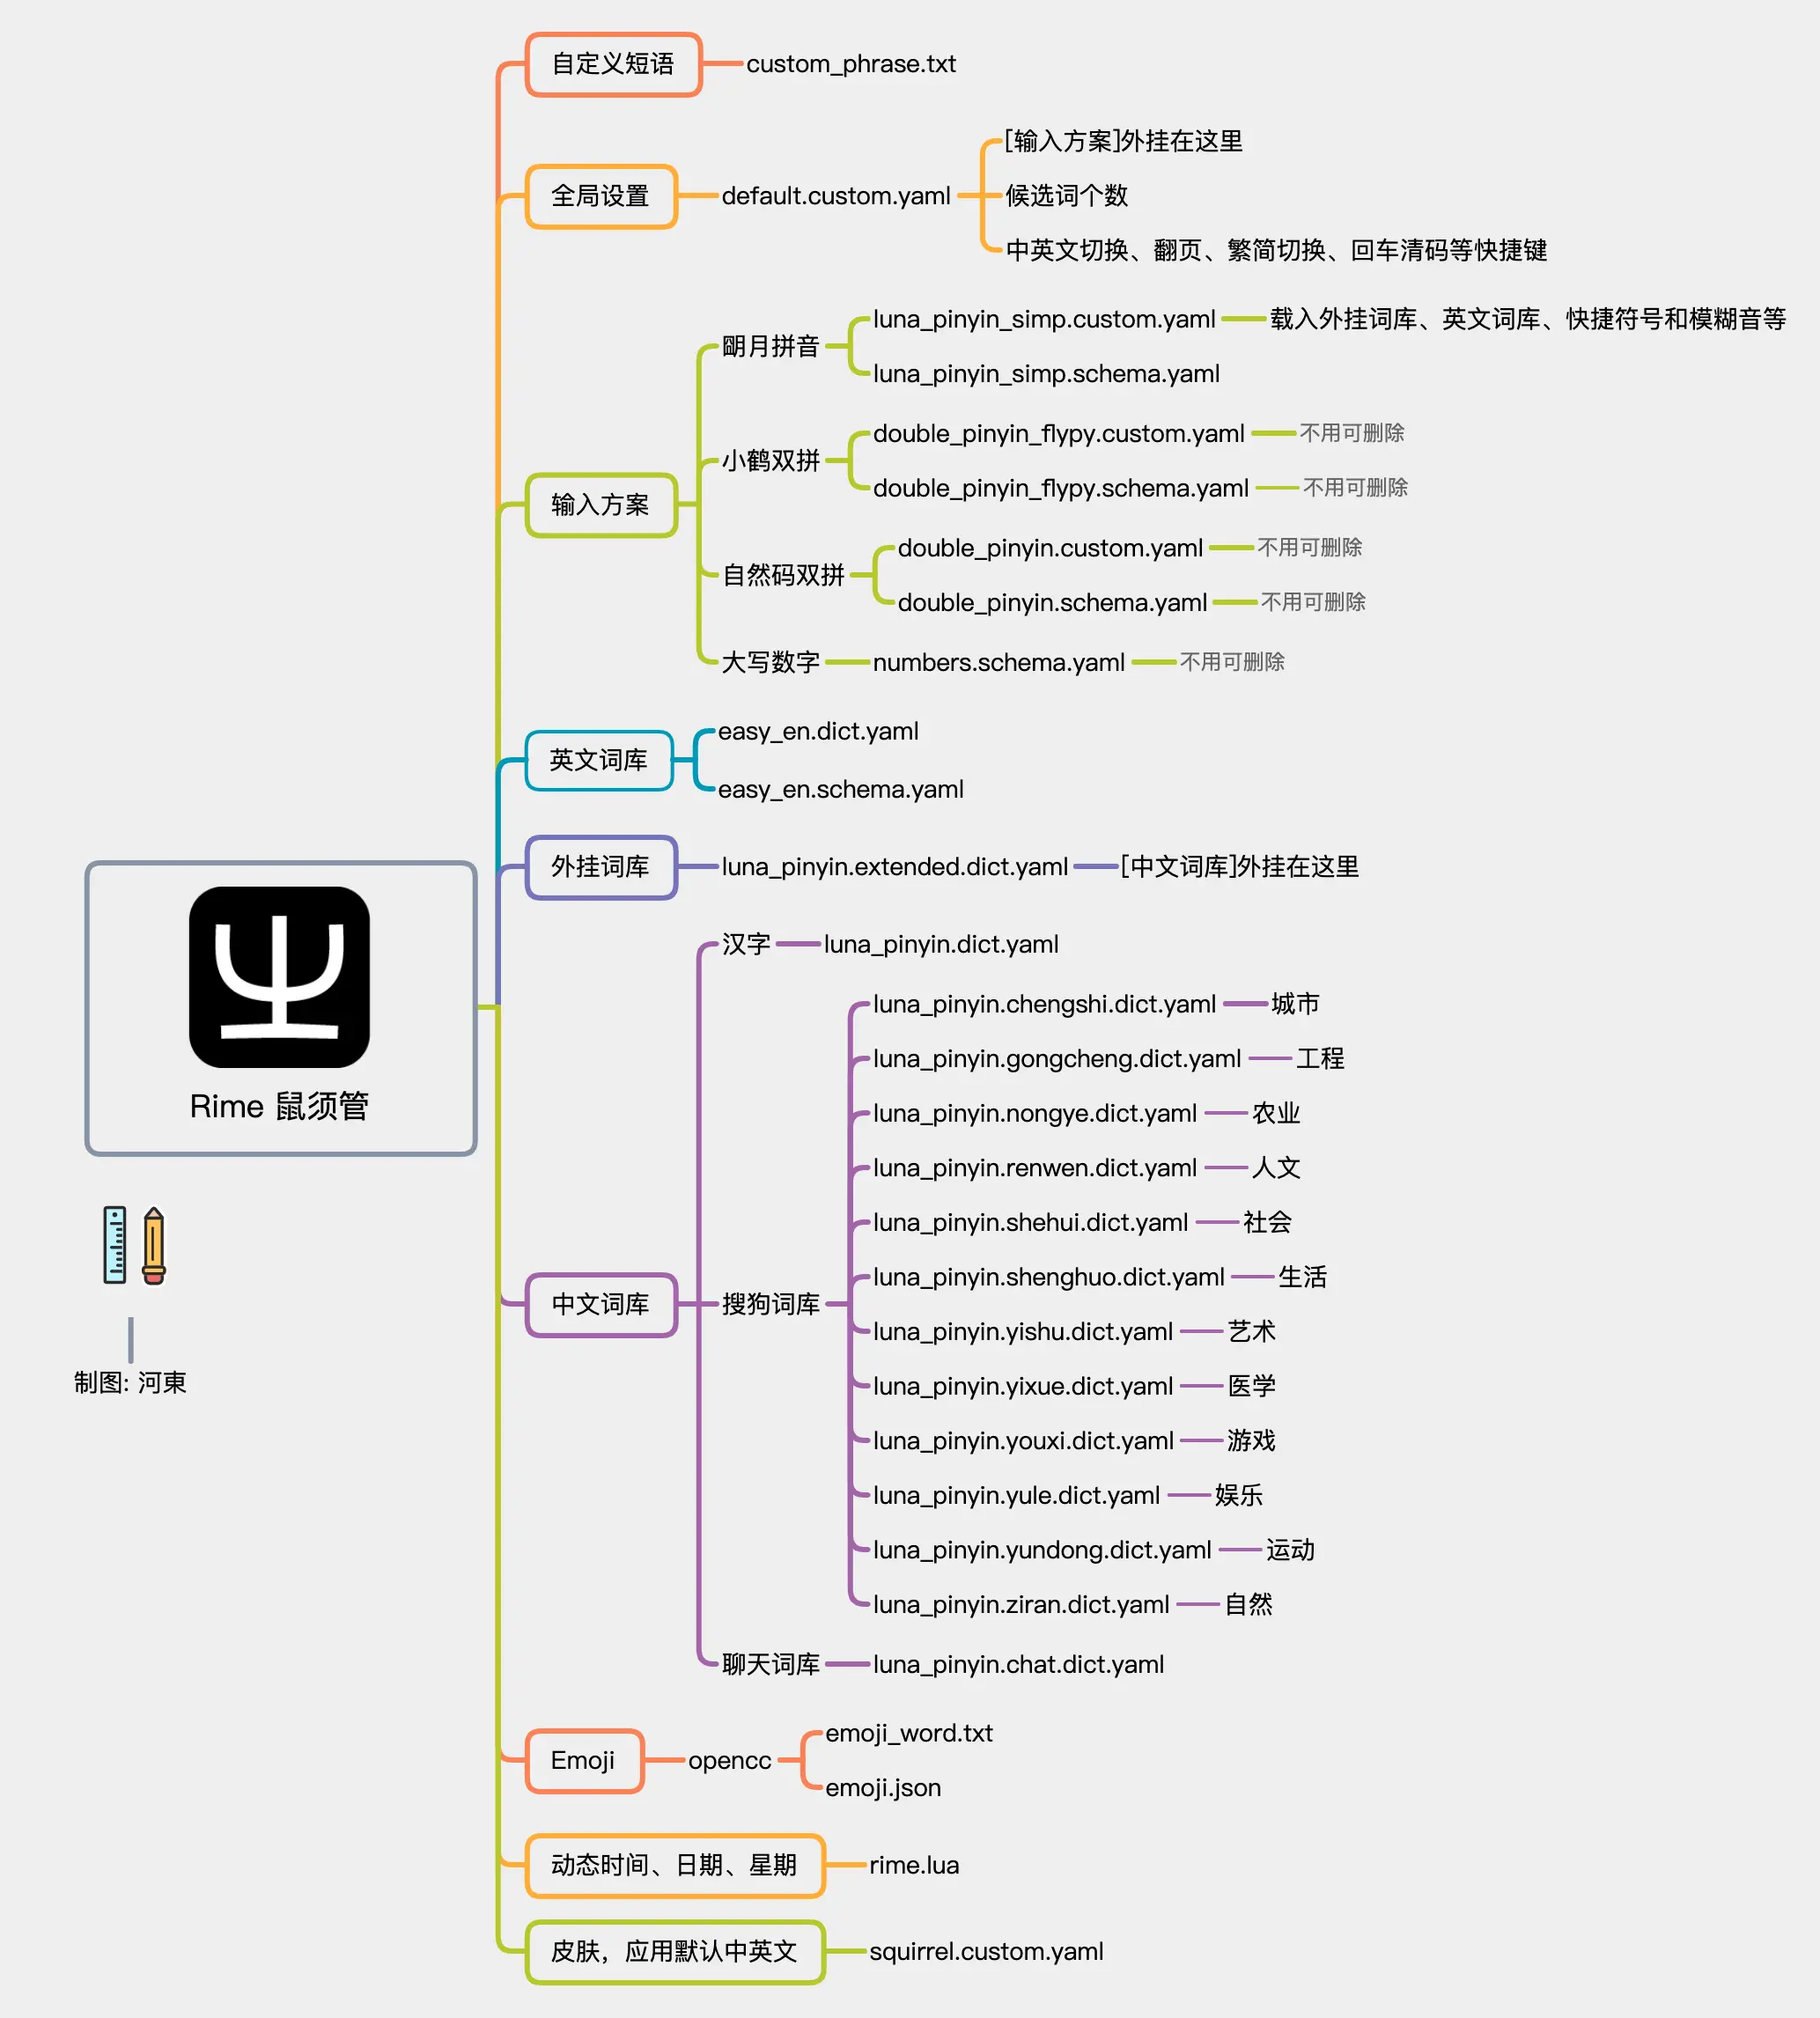 自定义短语
custom_phrase.txt
全局设置
default.custom.yaml
[输入方案]外挂在这里
候选词个数
中英文切换、翻页、繁简切换、回车清码等快捷键
输入方案
朙月拼音
luna_pinyin_simp.custom.yaml
载入外挂词库、英文词库、快捷符号和模糊音等
luna_pinyin_simp.schema.yaml
小鹤双拼
double_pinyin_flypy.custom.yaml
不用可删除
double_pinyin_flypy.schema.yaml
不用可删除
自然码双拼
double_pinyin.custom.yaml
不用可删除
double_pinyin.schema.yaml
不用可删除
大写数字
numbers.schema.yaml
不用可删除
英文词库
easy_en.dict.yaml
easy_en.schema.yaml
外挂词库
luna_pinyin.extended.dict.yaml
[中文词库]外挂在这里
Rime 鼠须管
制图: 河東
中文词库
汉字
luna_pinyin.dict.yaml
搜狗词库
luna_pinyin.chengshi.dict.yaml
城市
luna_pinyin.gongcheng.dict.yaml
工程
luna_pinyin.nongye.dict.yaml
农业
luna_pinyin.renwen.dict.yaml
人文
luna_pinyin.shehui.dict.yaml
社会
luna_pinyin.shenghuo.dict.yaml
生活
luna_pinyin.yishu.dict.yaml
艺术
luna_pinyin.yixue.dict.yaml
医学
luna_pinyin.youxi.dict.yaml
游戏
luna_pinyin.yule.dict.yaml
娱乐
luna_pinyin.yundong.dict.yaml
运动
luna_pinyin.ziran.dict.yaml
自然
聊天词库
luna_pinyin.chat.dict.yaml
Emoji
opencc
emoji_word.txt
emoji.json
动态时间、日期、星期
rime.lua
皮肤，应用默认中英文
squirrel.custom.yaml